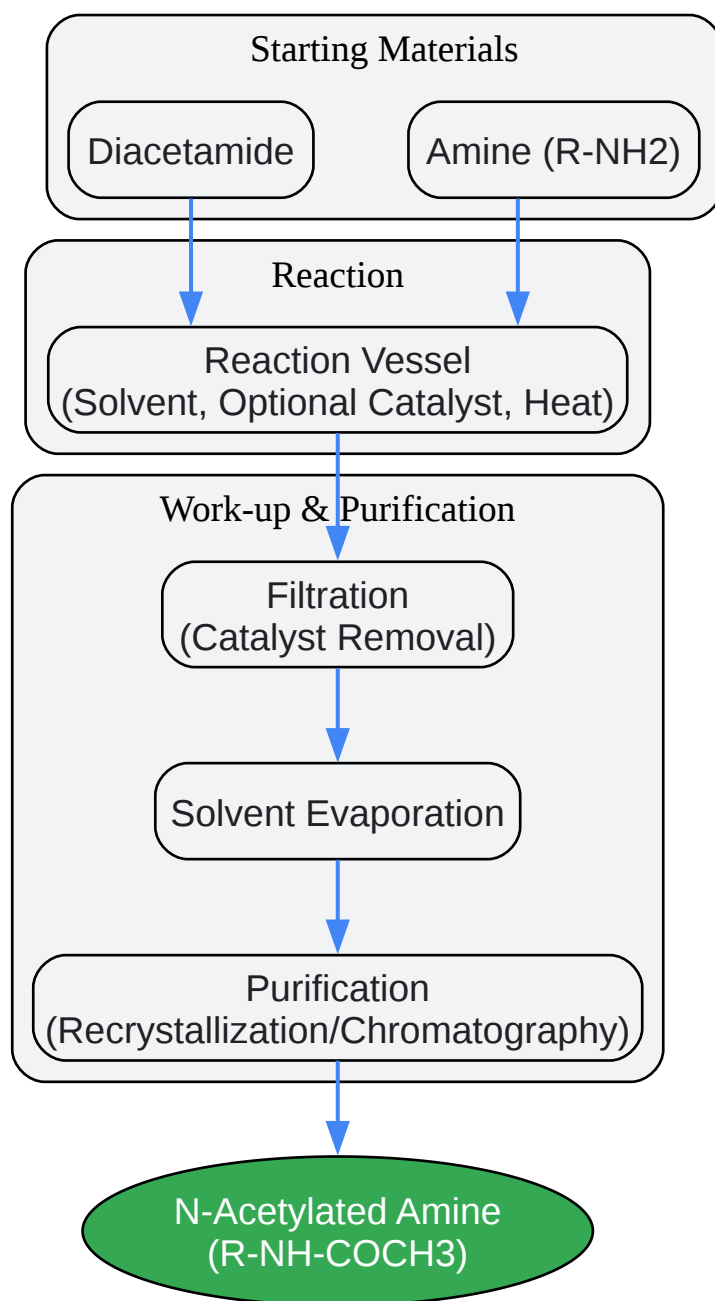 Starting Materials
Diacetamide
Amine (R-NH2)
Reaction
Reaction Vessel
(Solvent, Optional Catalyst, Heat)
Work-up & Purification
Filtration
(Catalyst Removal)
Solvent Evaporation
Purification
(Recrystallization/Chromatography)
N-Acetylated Amine
(R-NH-COCH3)